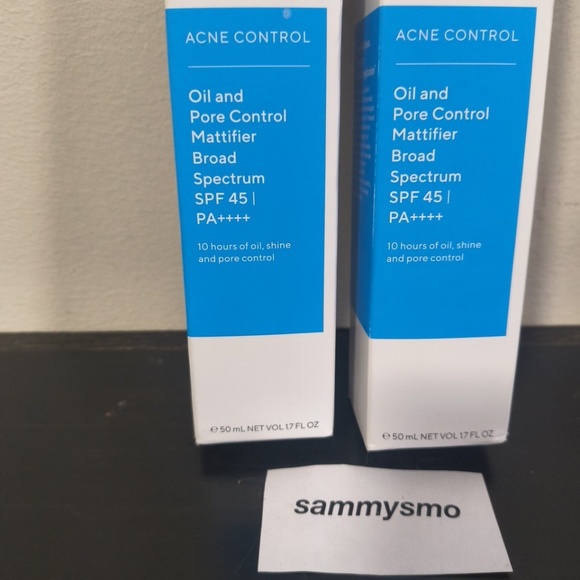 ACNE CONTROL
Oil and
Pore Control
Mattifier
Broad
Spectrum
SPF 45 |
PA++++
10 hours of oil, shine
and pore control
℮ 50 mL NET VOL 1.7 FL OZ
ACNE CONTROL
Oil and
Pore Control
Mattifier
Broad
Spectrum
SPF 45 |
PA++++
10 hours of oil, shine
and pore control
℮ 50 mL NET VOL 1.7 FL OZ
sammysmo